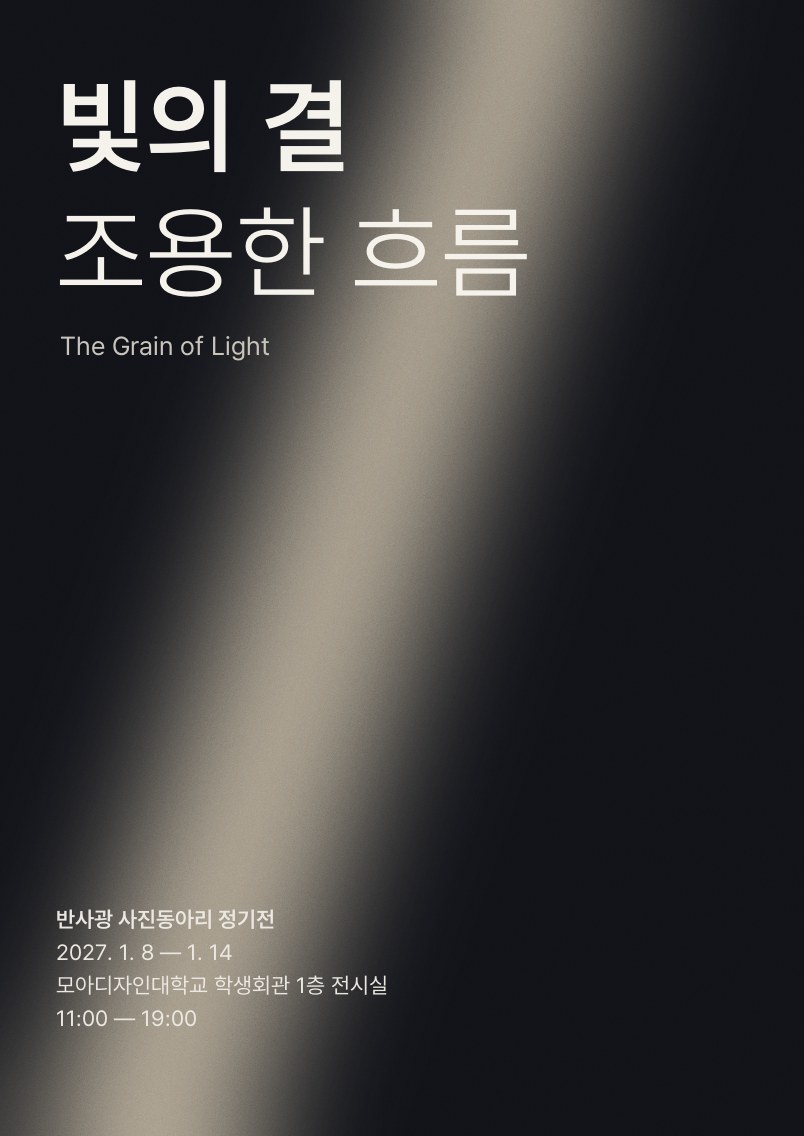 빛의 결
조용한 흐름
The Grain of Light
반사광 사진동아리 정기전
2027. 1. 8 — 1. 14
모아디자인대학교 학생회관 1층 전시실
11:00 — 19:00